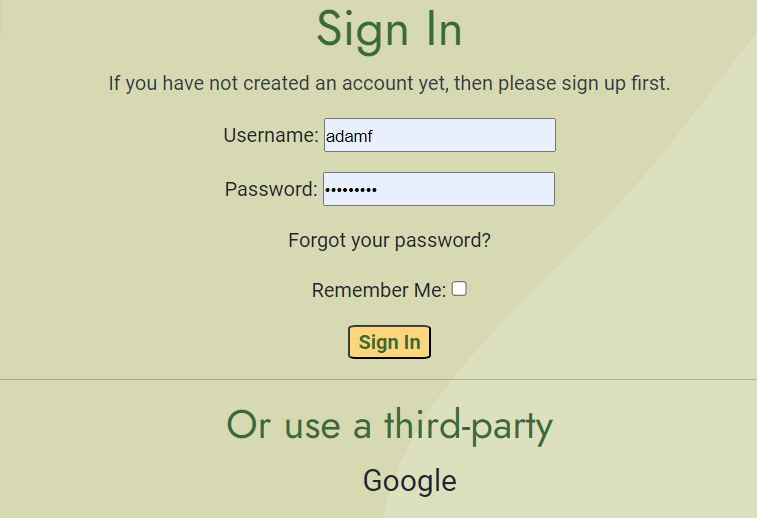 Sign In
If you have not created an account yet, then please sign up first.
Username: adamf
Password: •••••••••
Forgot your password?
Remember Me:
Sign In
Or use a third-party
Google